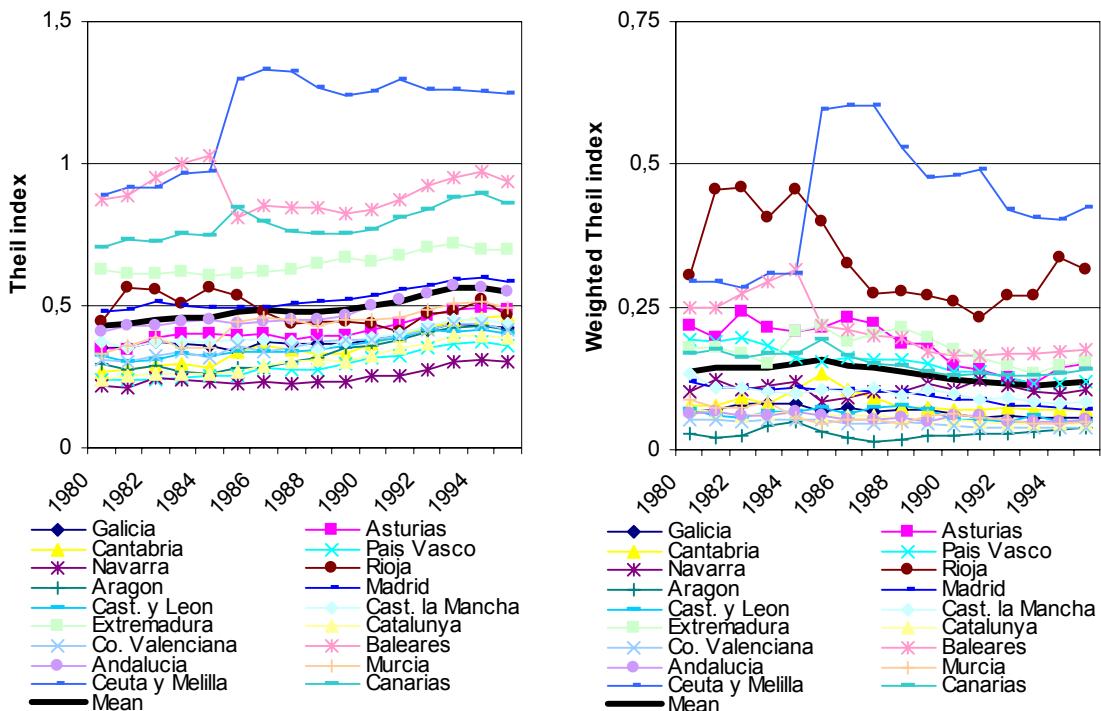 1,5
1
0,5
0
Theil index
1980
1982
1984
1986
1988
1990
1992
1994
Galicia
Asturias
Cantabria
Pais Vasco
Navarra
Rioja
Aragon
Madrid
Cast. y Leon
Cast. la Mancha
Extremadura
Catalunya
Co. Valenciana
Baleares
Andalucia
Murcia
Ceuta y Melilla
Canarias
Mean
0,75
0,5
0,25
0
Weighted Theil index
1980
1982
1984
1986
1988
1990
1992
1994
Galicia
Asturias
Cantabria
Pais Vasco
Navarra
Rioja
Aragon
Madrid
Cast. y Leon
Cast. la Mancha
Extremadura
Catalunya
Co. Valenciana
Baleares
Andalucia
Murcia
Ceuta y Melilla
Canarias
Mean